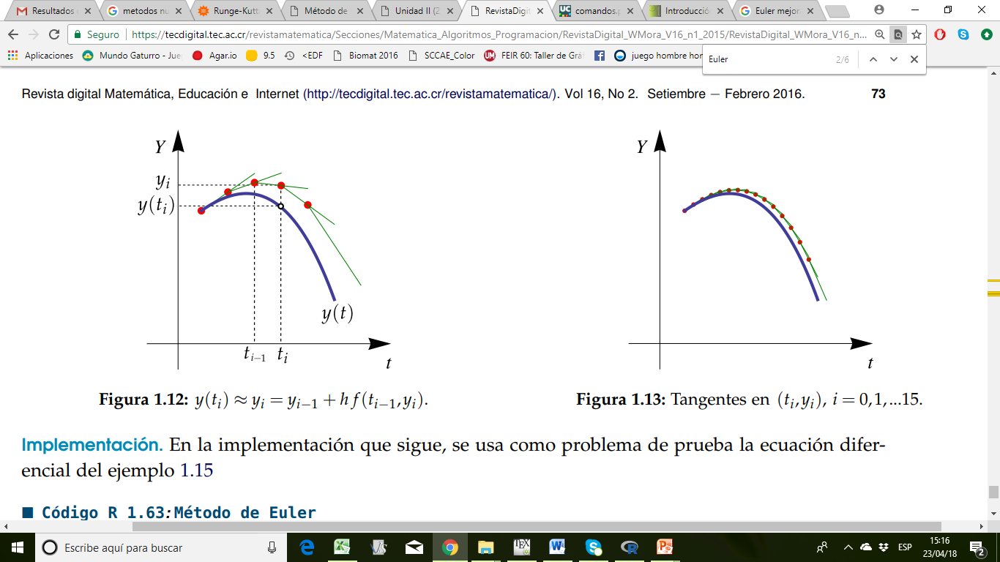 Resultados
metodos nu
Runge-Kutt
Método de
Unidad II (2
RevistaDigit
comandos.p
Introducció
Euler mejor
Seguro
https://tecdigital.tec.ac.cr/revistamatematica/Secciones/Matematica_Algoritmos_Programacion/RevistaDigital_WMora_V16_n1_2015/RevistaDigital_WMora_V16_n...
Aplicaciones
Mundo Gaturro - Jue
Agar.io
9.5
<EDF
Biomat 2016
SCCAE_Color
FEIR 60: Taller de Grá
juego hombre hor
Euler 2/6
Revista digital Matemática, Educación e Internet (http://tecdigital.tec.ac.cr/revistamatematica/). Vol 16, No 2. Setiembre − Febrero 2016. 73
Y
y_i
y(t_i)
y(t)
t_{i−1} t_i
t
Y
t
Figura 1.12: y(t_i) ≈ y_i = y_{i−1} + h f(t_{i−1}, y_i).
Figura 1.13: Tangentes en (t_i, y_i), i = 0, 1, ...15.
Implementación. En la implementación que sigue, se usa como problema de prueba la ecuación difer-
encial del ejemplo 1.15
Código R 1.63: Método de Euler
Escribe aquí para buscar
ESP
15:16
23/04/18
2